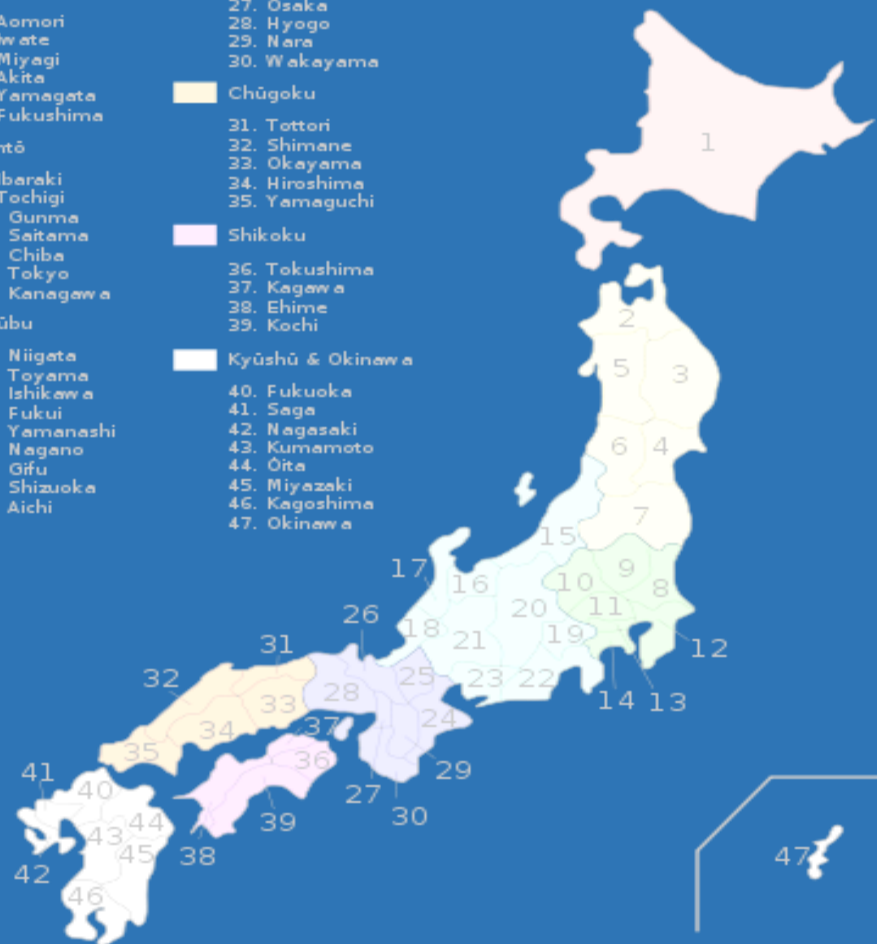 Aomori
Iwate
Miyagi
Akita
Yamagata
Fukushima
ntō
Ibaraki
Tochigi
Gunma
Saitama
Chiba
Tokyo
Kanagawa
ūbu
Niigata
Toyama
Ishikawa
Fukui
Yamanashi
Nagano
Gifu
Shizuoka
Aichi
27. Osaka
28. Hyogo
29. Nara
30. Wakayama
Chūgoku
31. Tottori
32. Shimane
33. Okayama
34. Hiroshima
35. Yamaguchi
Shikoku
36. Tokushima
37. Kagawa
38. Ehime
39. Kochi
Kyūshū & Okinawa
40. Fukuoka
41. Saga
42. Nagasaki
43. Kumamoto
44. Ōita
45. Miyazaki
46. Kagoshima
47. Okinawa
1
2
5
3
6
4
7
15
17
16
10
9
8
20
11
26
18
21
19
12
31
32
28
25
23
22
14
13
33
24
34
37
35
36
29
41
40
27
30
39
44
43
45
38
42
46
47